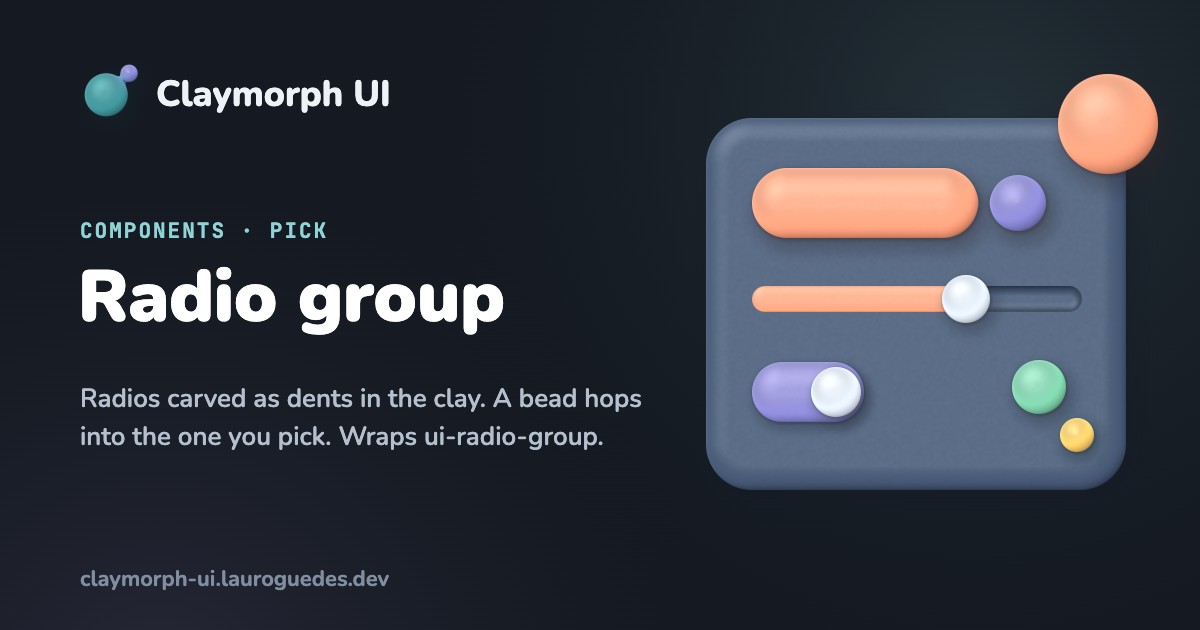 Claymorph UI
COMPONENTS · PICK
Radio group
Radios carved as dents in the clay. A bead hops
into the one you pick. Wraps ui-radio-group.
claymorph-ui.lauroguedes.dev